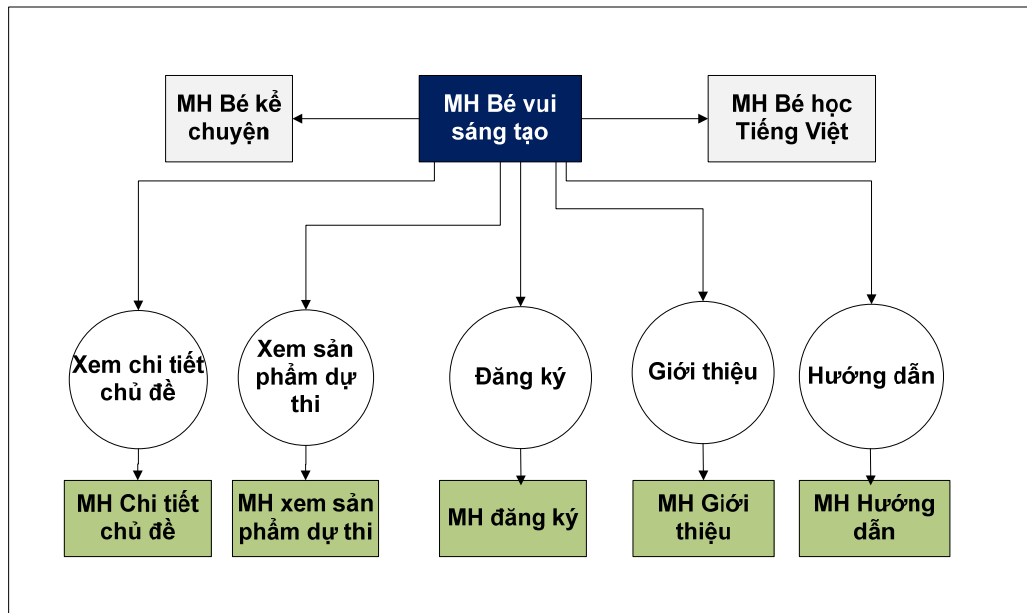 MH Bé kể
chuyện
MH Bé vui
sáng tạo
MH Bé học
Tiếng Việt
Xem chi tiết
chủ đề
Xem sản
phẩm dự
thi
Đăng ký
Giới thiệu
Hướng dẫn
MH Chi tiết
chủ đề
MH xem sản
phẩm dự thi
MH đăng ký
MH Giới
thiệu
MH Hướng
dẫn